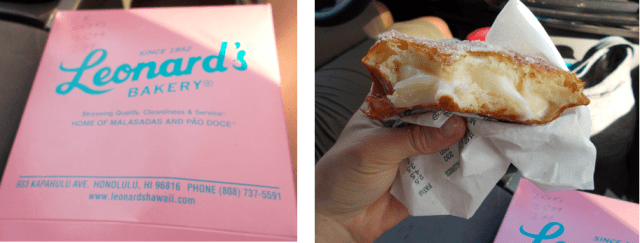 SINCE 1952
Leonard's
BAKERY®
Stressing Quality, Cleanliness & Service"
HOME OF MALASADAS AND PÃO DOCE"
933 KAPAHULU AVE. HONOLULU, HI 96816 PHONE (808) 737-5591
www.leonardshawaii.com
SINCE